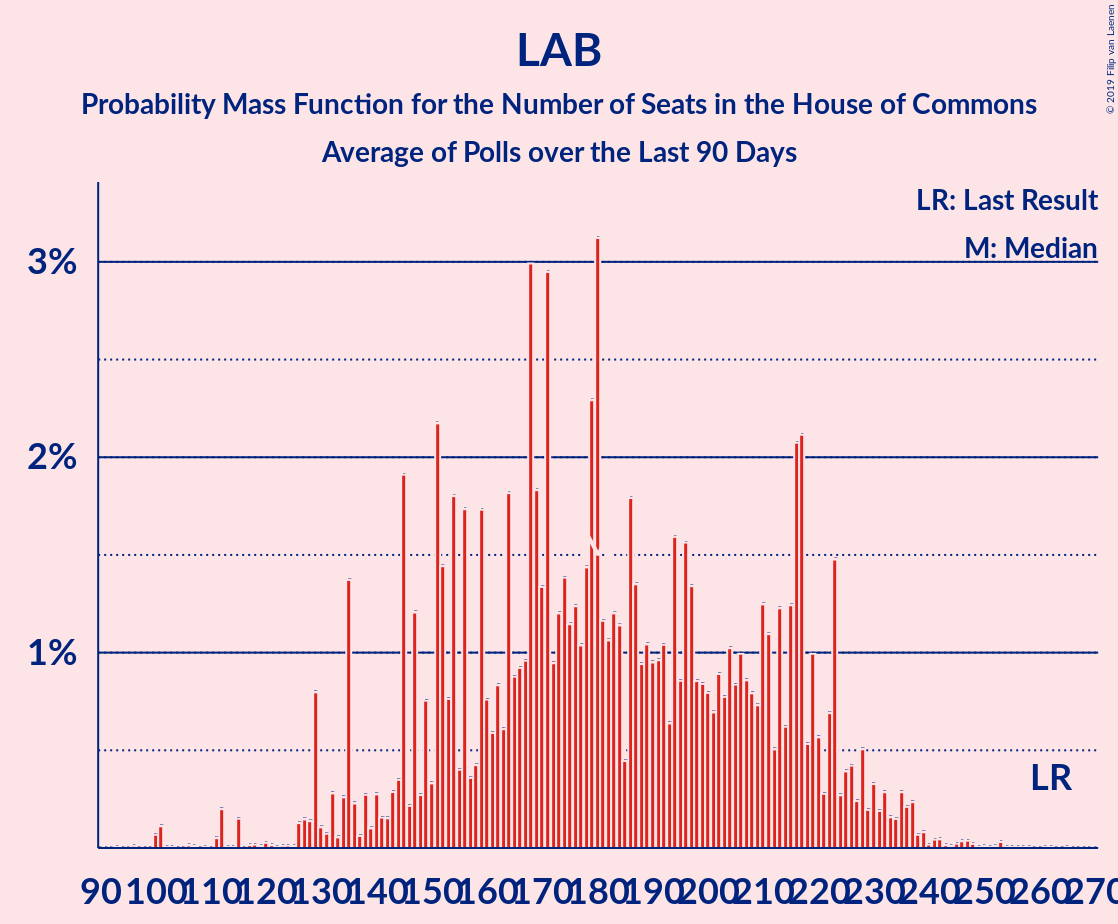 LAB
Probability Mass Function for the Number of Seats in the House of Commons
Average of Polls over the Last 90 Days
© 2019 Filip van Laenen
LR: Last Result
M: Median
3%
2%
1%
M
LR
90 100 110 120 130 140 150 160 170 180 190 200 210 220 230 240 250 260 270